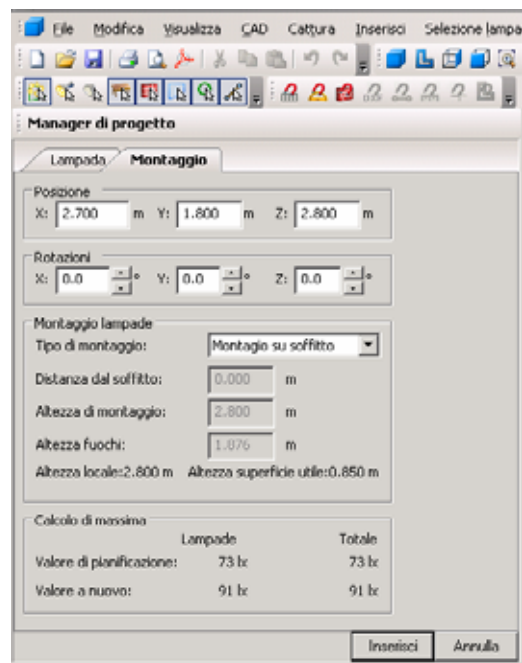 File Modifica Visualizza CAD Cattura Inserisci Selezione lampa
Manager di progetto
Lampada Montaggio
Posizione
X: 2.700 m Y: 1.800 m Z: 2.800 m
Rotazioni
X: 0.0 ° Y: 0.0 ° Z: 0.0 °
Montaggio lampade
Tipo di montaggio: Montagio su soffitto
Distanza dal soffitto: 0.000 m
Altezza di montaggio: 2.800 m
Altezza fuochi: 1.876 m
Altezza locale:2.800 m Altezza superficie utile:0.850 m
Calcolo di massima
Lampade Totale
Valore di pianificazione: 73 lx 73 lx
Valore a nuovo: 91 lx 91 lx
Inserisci Annulla